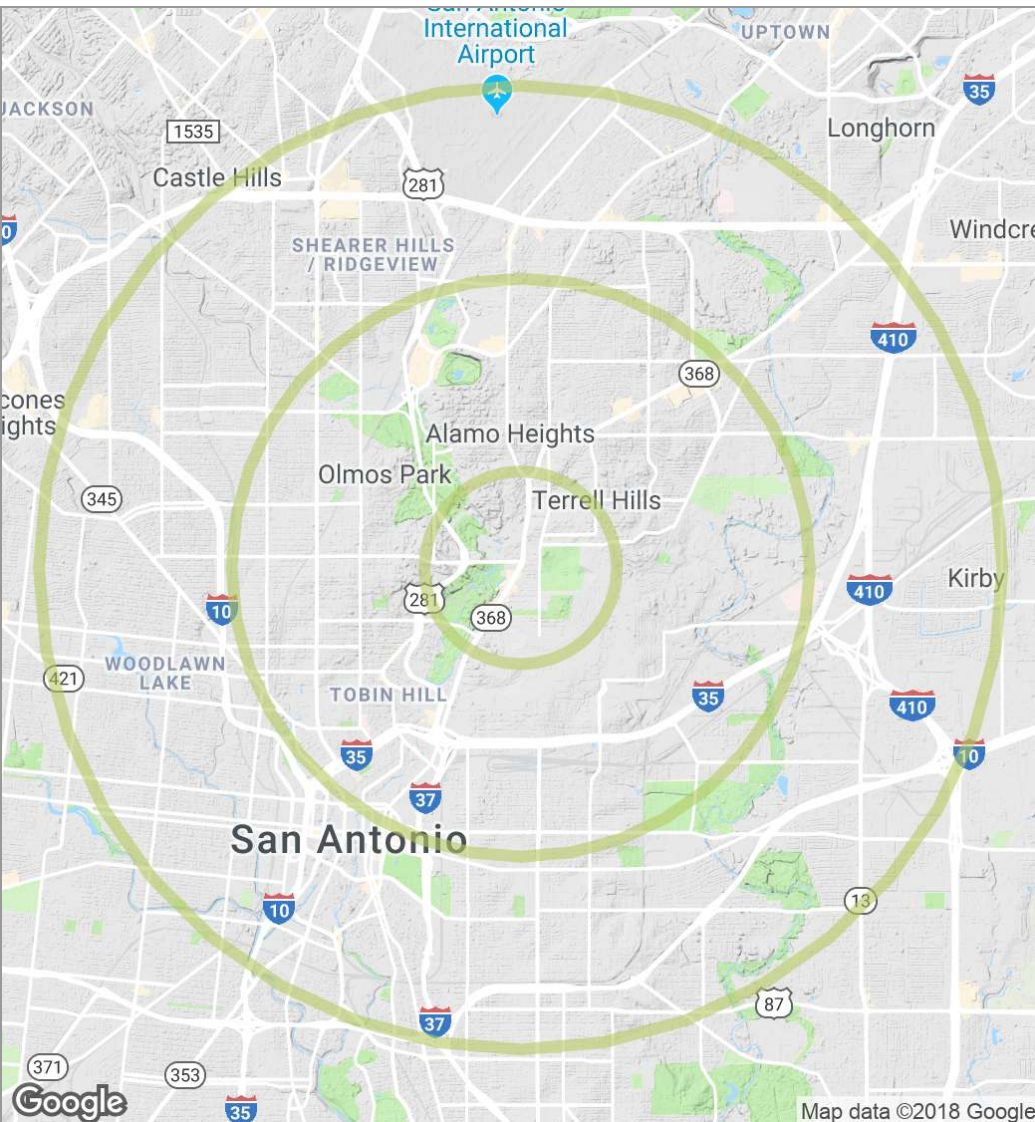 San Antonio
International
Airport
UPTOWN
JACKSON
35
1535
Longhorn
Castle Hills
281
0
Windcre
SHEARER HILLS
/ RIDGEVIEW
410
368
cones
ights
Alamo Heights
Olmos Park
345
Terrell Hills
Kirby
410
281
10
368
WOODLAWN
LAKE
421
TOBIN HILL
35
410
35
10
37
San Antonio
13
10
87
37
371
353
35
Google
Map data ©2018 Google